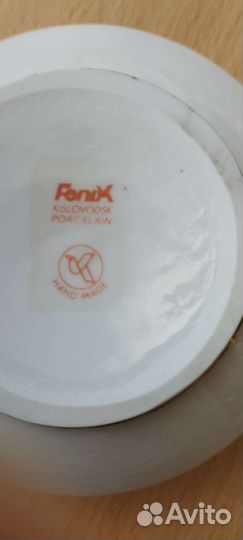 Fenix
KISLOVODSK
PORCELAIN
HAND MADE
Avito